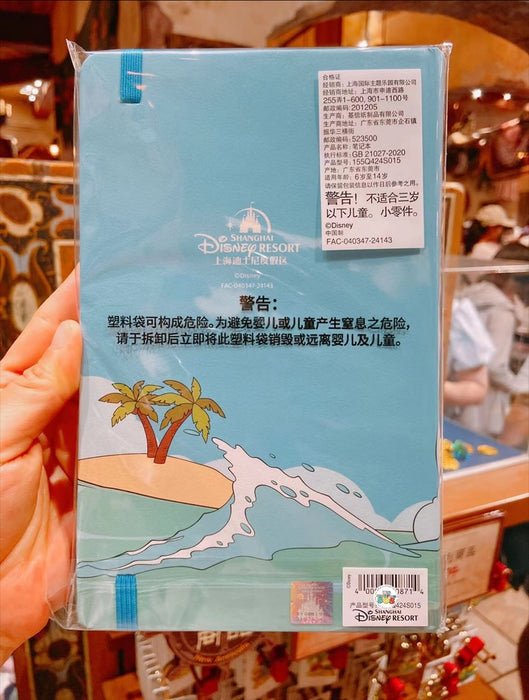 合格证
经销商：上海国际主题乐园有限公司
经销商地址：上海市申迪西路
255弄1-600, 901-1100号
邮政编码: 201205
生产商：基信纸制品有限公司
生产商地址：广东省东莞市企石镇
振华三横街
邮政编码: 523500
产品名称：笔记本
执行标准: GB 21027-2020
产品型号: 155Q424S015
产地：广东省东莞市
适用年龄: 6岁至14岁
请保留包装信息以作日后参考之用。
警告！不适合三岁
以下儿童。小零件。
©Disney
中国制
FAC-040347-24143
SHANGHAI
Disney RESORT
上海迪士尼度假区
©Disney
FAC-040347-24143
警告：
塑料袋可构成危险。为避免婴儿或儿童产生窒息之危险，
请于拆卸后立即将此塑料袋销毁或远离婴儿及儿童。
©Disney
产品型号
Q424S015
SHANGHAI
Disney RESORT